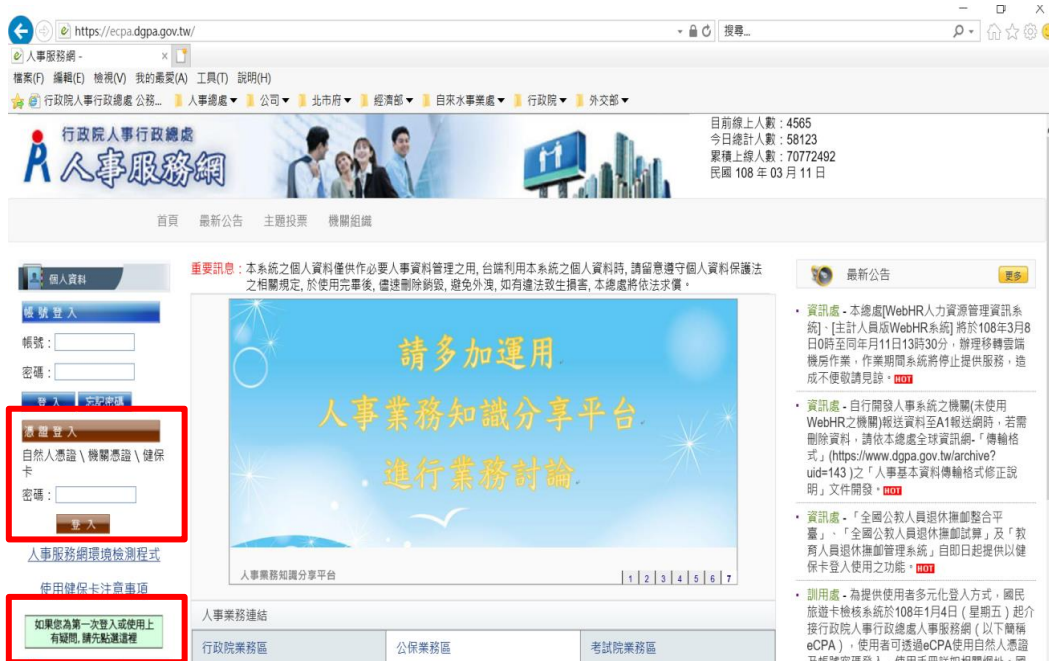 https://ecpa.dgpa.gov.tw/
搜尋...
人事服務網 -
檔案(F) 編輯(E) 檢視(V) 我的最愛(A) 工具(T) 說明(H)
行政院人事行政總處 公務... 人事總處 公司 北市府 經濟部 自來水事業處 行政院 外交部
行政院人事行政總處
人事服務網
目前線上人數：4565
今日總計人數：58123
累積上線人數：70772492
民國 108 年 03 月 11 日
首頁 最新公告 主題投票 機關組織
個人資料
帳 號 登 入
帳號：
密碼：
登 入 忘記密碼
憑 證 登 入
自然人憑證 \ 機關憑證 \ 健保
卡
密碼：
登 入
人事服務網環境檢測程式
使用健保卡注意事項
如果您為第一次登入或使用上
有疑問, 請先點選這裡
重要訊息：本系統之個人資料僅供作必要人事資料管理之用, 台端利用本系統之個人資料時, 請留意遵守個人資料保護法
之相關規定, 於使用完畢後, 儘速刪除銷毀, 避免外洩, 如有違法致生損害, 本總處將依法求償。
請多加運用
人事業務知識分享平台
進行業務討論
人事業務知識分享平台
1 2 3 4 5 6 7
人事業務連結
行政院業務區 公保業務區 考試院業務區
最新公告 更多
資訊處 - 本總處[WebHR人力資源管理資訊系
統]、[主計人員版WebHR系統] 將於108年3月8
日0時至同年月11日13時30分，辦理移轉雲端
機房作業，作業期間系統將停止提供服務，造
成不便敬請見諒。HOT
資訊處 - 自行開發人事系統之機關(未使用
WebHR之機關)報送資料至A1報送網時，若需
刪除資料，請依本總處全球資訊網-「傳輸格
式」(https://www.dgpa.gov.tw/archive?
uid=143 )之「人事基本資料傳輸格式修正說
明」文件開發。HOT
資訊處 - 「全國公教人員退休撫卹整合平
臺」、「全國公教人員退休撫卹試算」及「教
育人員退休撫卹管理系統」自即日起提供以健
保卡登入使用之功能。HOT
訓用處 - 為提供使用者多元化登入方式，國民
旅遊卡檢核系統於108年1月4日（星期五）起介
接行政院人事行政總處人事服務網（以下簡稱
eCPA），使用者可透過eCPA使用自然人憑證